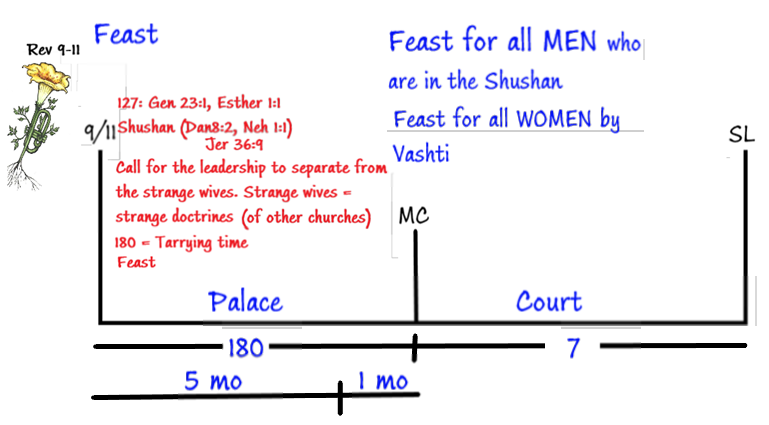 Feast
Rev 9-11
9/11
127: Gen 23:1, Esther 1:1
Shushan (Dan8:2, Neh 1:1)
Jer 36:9
Call for the leadership to separate from
the strange wives. Strange wives =
strange doctrines (of other churches)
180 = Tarrying time
Feast
Feast for all MEN who
are in the Shushan
Feast for all WOMEN by
Vashti
SL
MC
Palace
Court
180
7
5 mo
1 mo